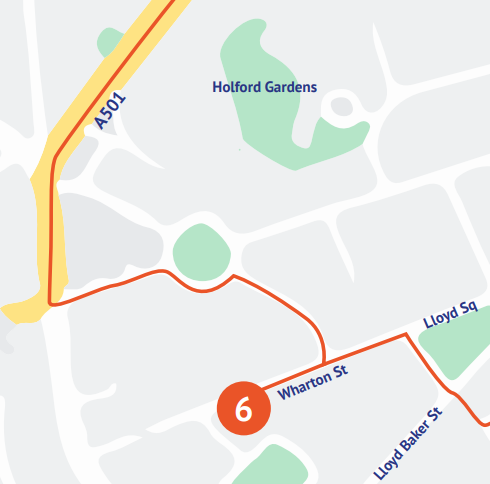 Holford Gardens
A501
Lloyd Sq
Wharton St
6
Lloyd Baker St